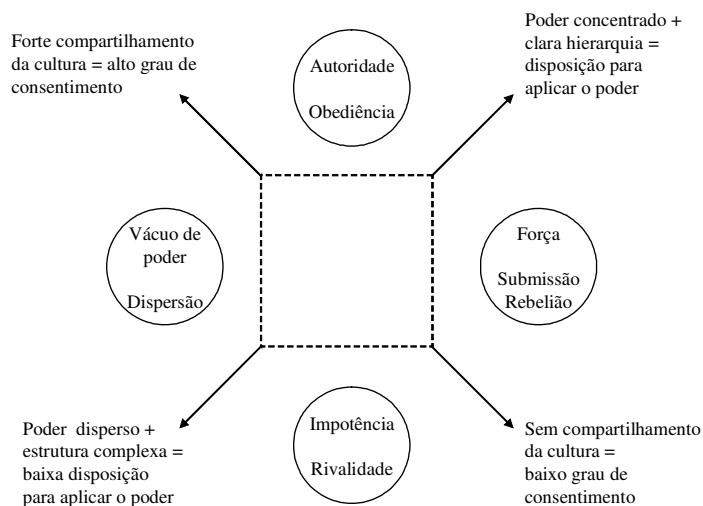 Forte compartilhamento
da cultura = alto grau de
consentimento
Autoridade
Obediência
Poder concentrado +
clara hierarquia =
disposição para
aplicar o poder
Vácuo de
poder
Dispersão
Força
Submissão
Rebelião
Poder disperso +
estrutura complexa =
baixa disposição
para aplicar o poder
Impotência
Rivalidade
Sem compartilhamento
da cultura =
baixo grau de
consentimento